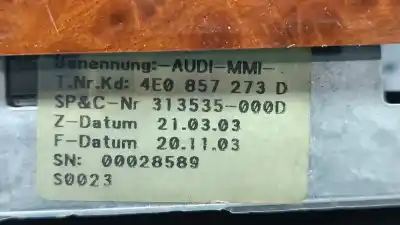 Benennung:-AUDI-MMI-
T.Nr.Kd: 4E0 857 273 D
SP&C-Nr 313535-000D
Z-Datum 21.03.03
F-Datum 20.11.03
SN: 00028589
S0023